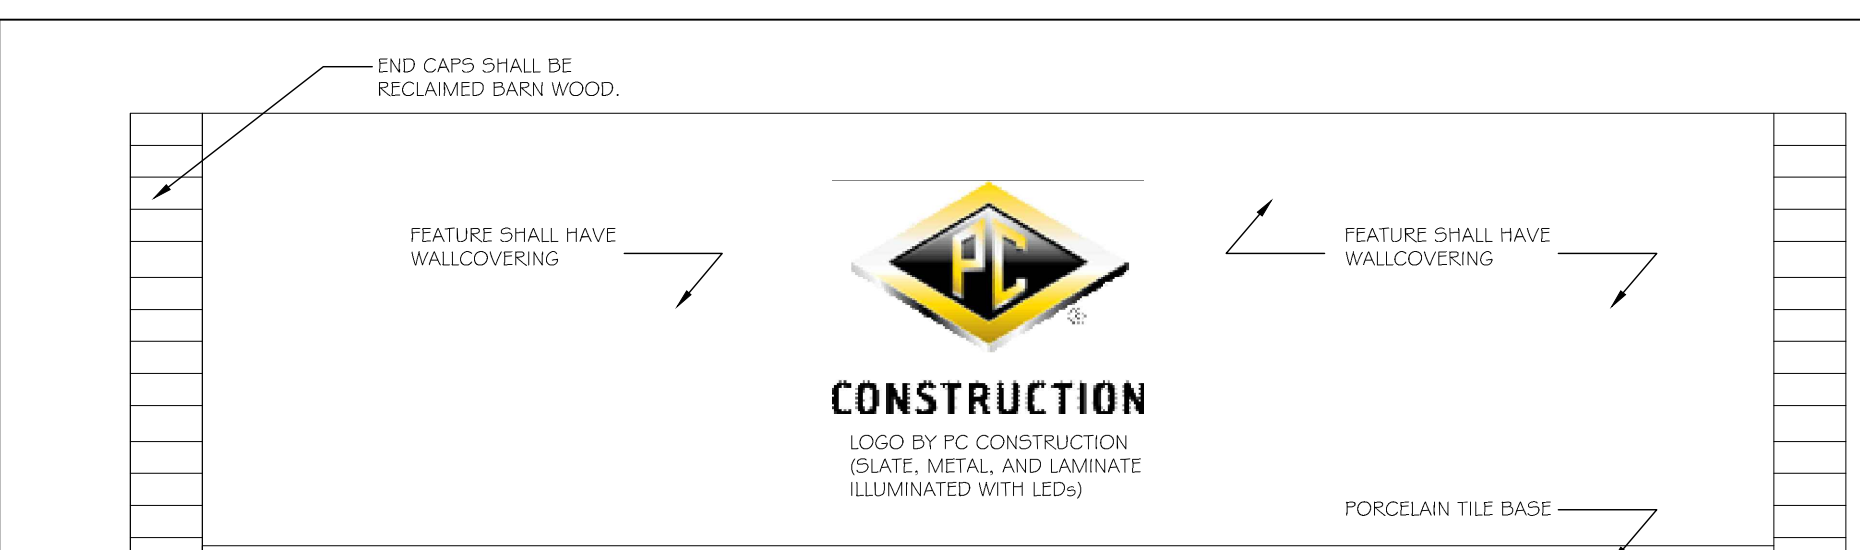 END CAPS SHALL BE
RECLAIMED BARN WOOD.
FEATURE SHALL HAVE
WALLCOVERING
PC
®
CONSTRUCTION
FEATURE SHALL HAVE
WALLCOVERING
LOGO BY PC CONSTRUCTION
(SLATE, METAL, AND LAMINATE
ILLUMINATED WITH LEDs)
PORCELAIN TILE BASE